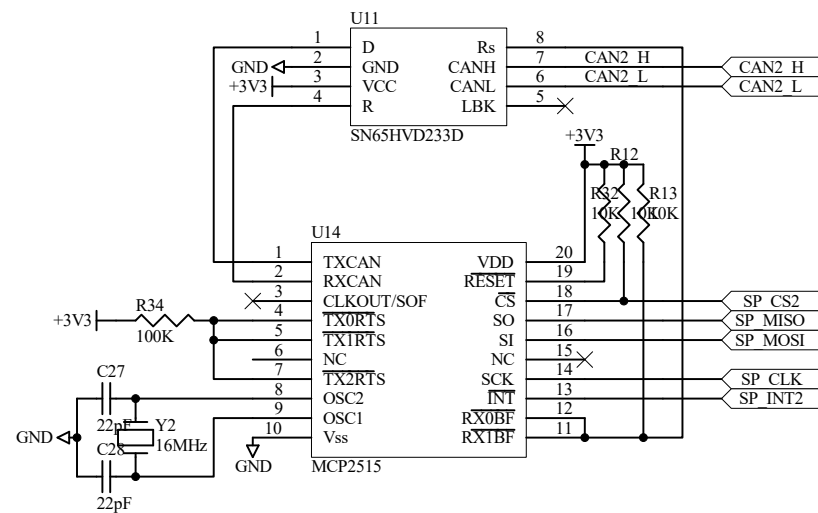 U11
1 D Rs 8
GND 2 GND CANH 7 CAN2_H CAN2_H
+3V3 3 VCC CANL 6 CAN2_L CAN2_L
4 R LBK 5
SN65HVD233D
+3V3
R12
R32 R13
10K 10K 10K
U14
1 TXCAN VDD 20
2 RXCAN RESET 19
3 CLKOUT/SOF CS 18 SP_CS2
R34
+3V3 4 TX0RTS SO 17 SP_MISO
100K
5 TX1RTS SI 16 SP_MOSI
6 NC NC 15
7 TX2RTS SCK 14 SP_CLK
C27
8 OSC2 INT 13 SP_INT2
22pF Y2
9 OSC1 RX0BF 12
GND 16MHz
10 Vss RX1BF 11
C28
GND
MCP2515
22pF